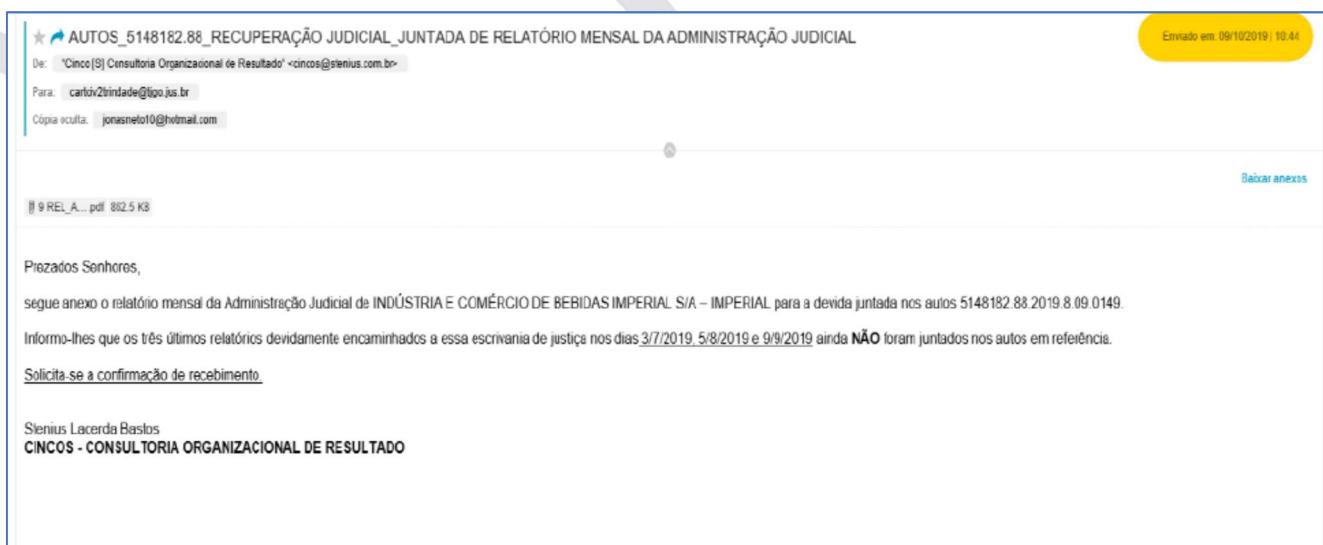 AUTOS_5148182.88_RECUPERAÇÃO JUDICIAL_JUNTADA DE RELATÓRIO MENSAL DA ADMINISTRAÇÃO JUDICIAL
Enviado em: 09/10/2019 | 10:44
De: "Cinco [S] Consultoria Organizacional de Resultado" <cincos@stenius.com.br>
Para: cartciv2trindade@tjgo.jus.br
Cópia oculta: jonasneto10@hotmail.com
Baixar anexos
9 REL_A... pdf 862.5 KB
Prezados Senhores,
segue anexo o relatório mensal da Administração Judicial de INDÚSTRIA E COMÉRCIO DE BEBIDAS IMPERIAL S/A – IMPERIAL para a devida juntada nos autos 5148182.88.2019.8.09.0149.
Informo-lhes que os três últimos relatórios devidamente encaminhados a essa escrivania de justiça nos dias 3/7/2019, 5/8/2019 e 9/9/2019 ainda NÃO foram juntados nos autos em referência.
Solicita-se a confirmação de recebimento.
Stenius Lacerda Bastos
CINCOS - CONSULTORIA ORGANIZACIONAL DE RESULTADO